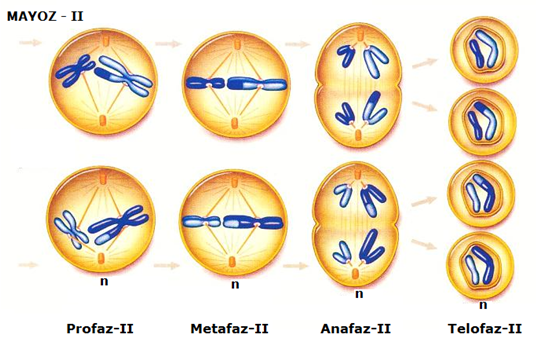 MAYOZ - II
n
n
n
n
Profaz-II
Metafaz-II
Anafaz-II
Telofaz-II